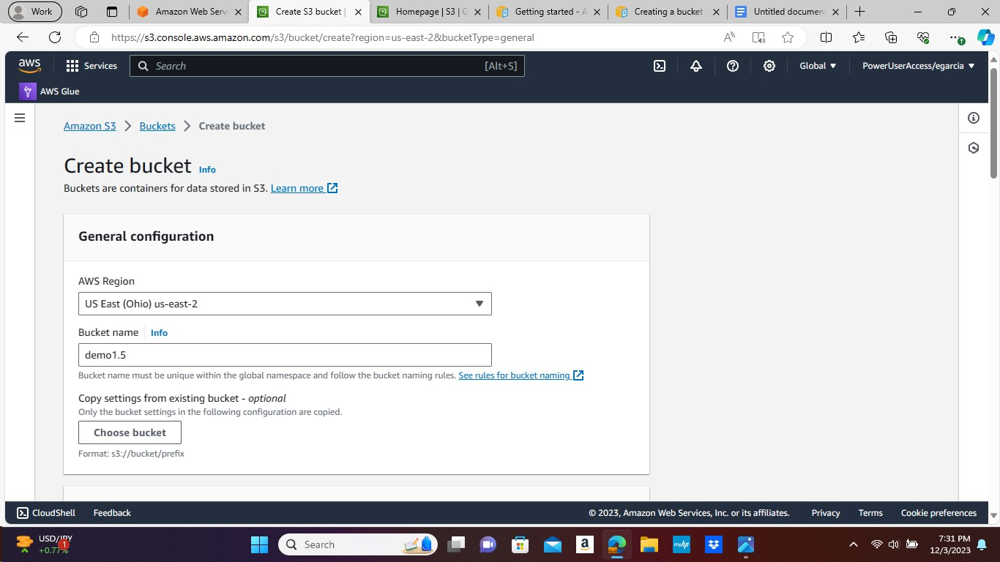 Work
Amazon Web Serv
Create S3 bucket |
Homepage | S3 | G
Getting started - A
Creating a bucket
Untitled document
https://s3.console.aws.amazon.com/s3/bucket/create?region=us-east-2&bucketType=general
aws
Services
Search
[Alt+S]
Global
PowerUserAccess/egarcia
AWS Glue
Amazon S3 > Buckets > Create bucket
Create bucket Info
Buckets are containers for data stored in S3. Learn more
General configuration
AWS Region
US East (Ohio) us-east-2
Bucket name Info
demo1.5
Bucket name must be unique within the global namespace and follow the bucket naming rules. See rules for bucket naming
Copy settings from existing bucket - optional
Only the bucket settings in the following configuration are copied.
Choose bucket
Format: s3://bucket/prefix
CloudShell
Feedback
© 2023, Amazon Web Services, Inc. or its affiliates.
Privacy
Terms
Cookie preferences
USD/JPY
1
+0.77%
Search
a
myhp
7:31 PM
12/3/2023